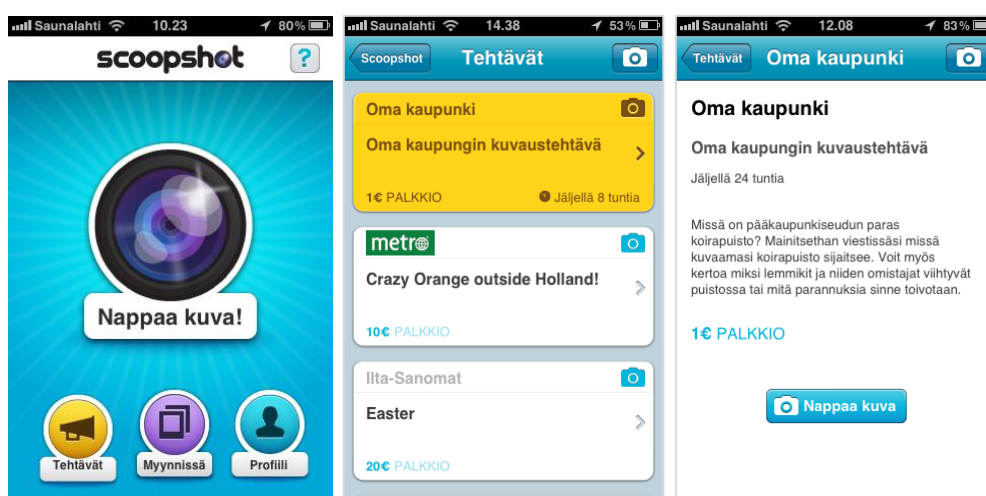 Saunalahti 10.23 80%
scoopshot ?
Nappaa kuva!
Tehtävät Myynnissä Profiili
Saunalahti 14.38 53%
Scoopshot Tehtävät
Oma kaupunki
Oma kaupungin kuvaustehtävä
1€ PALKKIO Jäljellä 8 tuntia
metro
Crazy Orange outside Holland!
10€ PALKKIO
Ilta-Sanomat
Easter
20€ PALKKIO
Saunalahti 12.08 83%
Tehtävät Oma kaupunki
Oma kaupunki
Oma kaupungin kuvaustehtävä
Jäljellä 24 tuntia
Missä on pääkaupunkiseudun paras
koirapuisto? Mainitsethan viestissäsi missä
kuvaamasi koirapuisto sijaitsee. Voit myös
kertoa miksi lemmikit ja niiden omistajat viihtyvät
puistossa tai mitä parannuksia sinne toivotaan.
1€ PALKKIO
Nappaa kuva